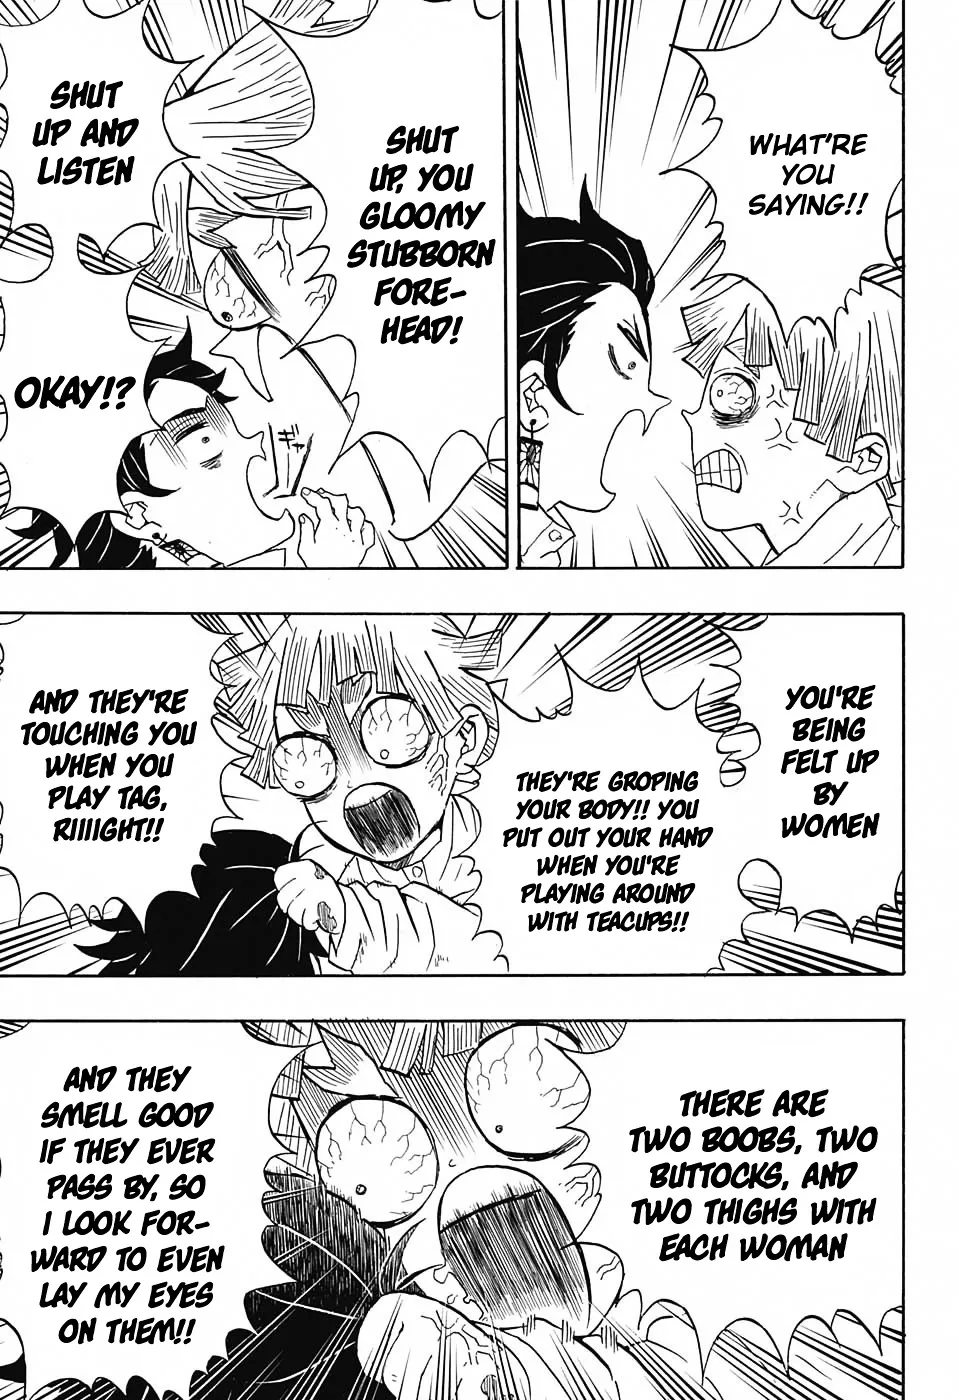 WHAT'RE
YOU
SAYING!!
SHUT
UP, YOU
GLOOMY
STUBBORN
FORE-
HEAD!
SHUT
UP AND
LISTEN
OKAY!?
ギャ
YOU'RE
BEING
FELT UP
BY
WOMEN
THEY'RE GROPING
YOUR BODY!! YOU
PUT OUT YOUR HAND
WHEN YOU'RE
PLAYING AROUND
WITH TEACUPS!!
AND THEY'RE
TOUCHING YOU
WHEN YOU
PLAY TAG,
RIIIIGHT!!
THERE ARE
TWO BOOBS, TWO
BUTTOCKS, AND
TWO THIGHS WITH
EACH WOMAN
AND THEY
SMELL GOOD
IF THEY EVER
PASS BY, SO
I LOOK FOR-
WARD TO EVEN
LAY MY EYES
ON THEM!!